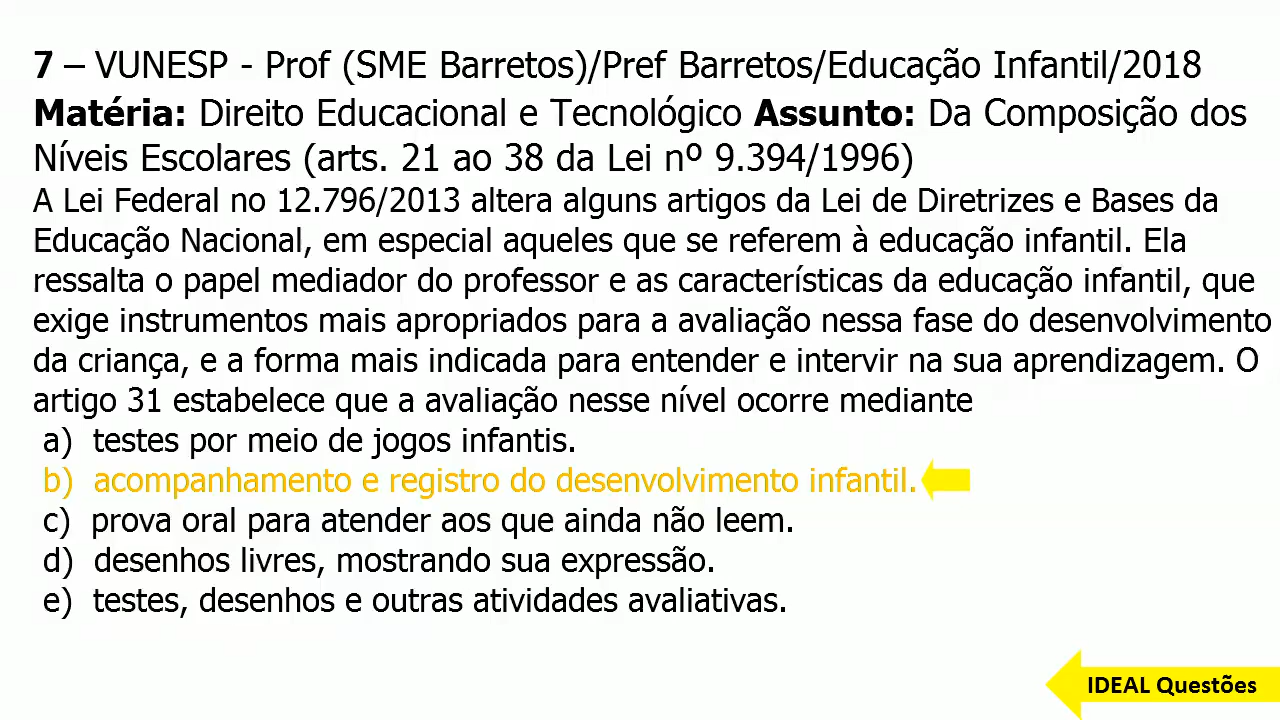 7 – VUNESP - Prof (SME Barretos)/Pref Barretos/Educação Infantil/2018
Matéria: Direito Educacional e Tecnológico Assunto: Da Composição dos
Níveis Escolares (arts. 21 ao 38 da Lei nº 9.394/1996)
A Lei Federal no 12.796/2013 altera alguns artigos da Lei de Diretrizes e Bases da
Educação Nacional, em especial aqueles que se referem à educação infantil. Ela
ressalta o papel mediador do professor e as características da educação infantil, que
exige instrumentos mais apropriados para a avaliação nessa fase do desenvolvimento
da criança, e a forma mais indicada para entender e intervir na sua aprendizagem. O
artigo 31 estabelece que a avaliação nesse nível ocorre mediante
a) testes por meio de jogos infantis.
b) acompanhamento e registro do desenvolvimento infantil.
c) prova oral para atender aos que ainda não leem.
d) desenhos livres, mostrando sua expressão.
e) testes, desenhos e outras atividades avaliativas.
IDEAL Questões